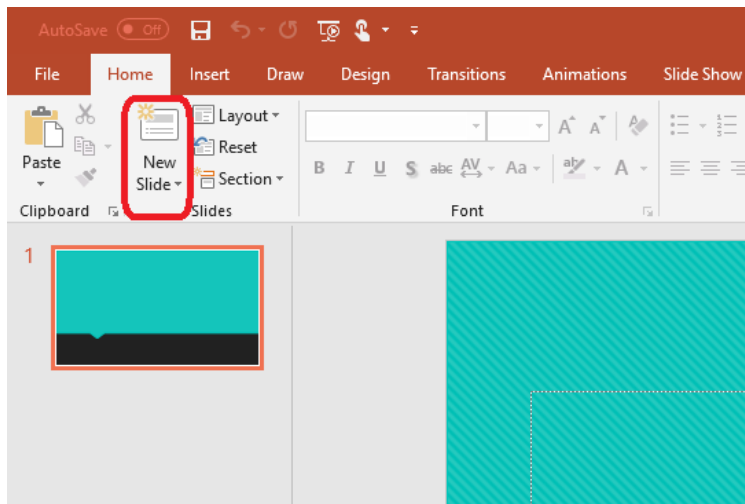 AutoSave Off
File Home Insert Draw Design Transitions Animations Slide Show
Paste
New
Slide
Layout
Reset
Section
B I U S abc AV Aa aby A
A A A
Clipboard Slides Font
1